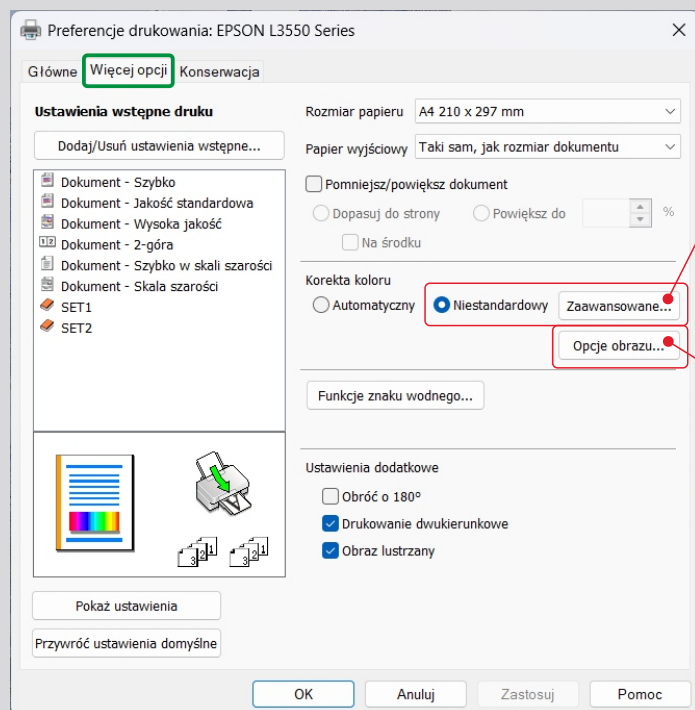 Preferencje drukowania: EPSON L3550 Series
Główne Więcej opcji Konserwacja
Ustawienia wstępne druku
Dodaj/Usuń ustawienia wstępne...
Dokument - Szybko
Dokument - Jakość standardowa
Dokument - Wysoka jakość
Dokument - 2-góra
Dokument - Szybko w skali szarości
Dokument - Skala szarości
SET1
SET2
Pokaż ustawienia
Przywróć ustawienia domyślne
Rozmiar papieru A4 210 x 297 mm
Papier wyjściowy Taki sam, jak rozmiar dokumentu
Pomniejsz/powiększ dokument
Dopasuj do strony Powiększ do %
Na środku
Korekta koloru
Automatyczny Niestandardowy Zaawansowane...
Opcje obrazu...
Funkcje znaku wodnego...
Ustawienia dodatkowe
Obróć o 180°
Drukowanie dwukierunkowe
Obraz lustrzany
OK Anuluj Zastosuj Pomoc